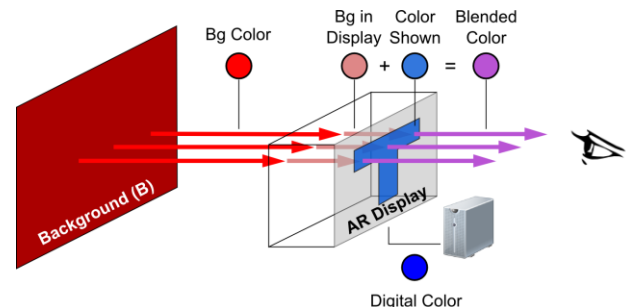 Bg Color
Bg in
Display
+
Color
Shown
=
Blended
Color
Background (B)
AR Display
Digital Color